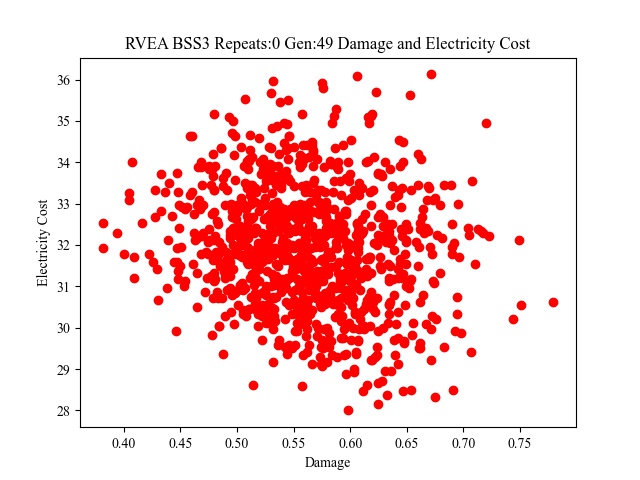 RVEA BSS3 Repeats:0 Gen:49 Damage and Electricity Cost
36
35
34
33
32
31
30
29
28
Electricity Cost
0.40 0.45 0.50 0.55 0.60 0.65 0.70 0.75
Damage